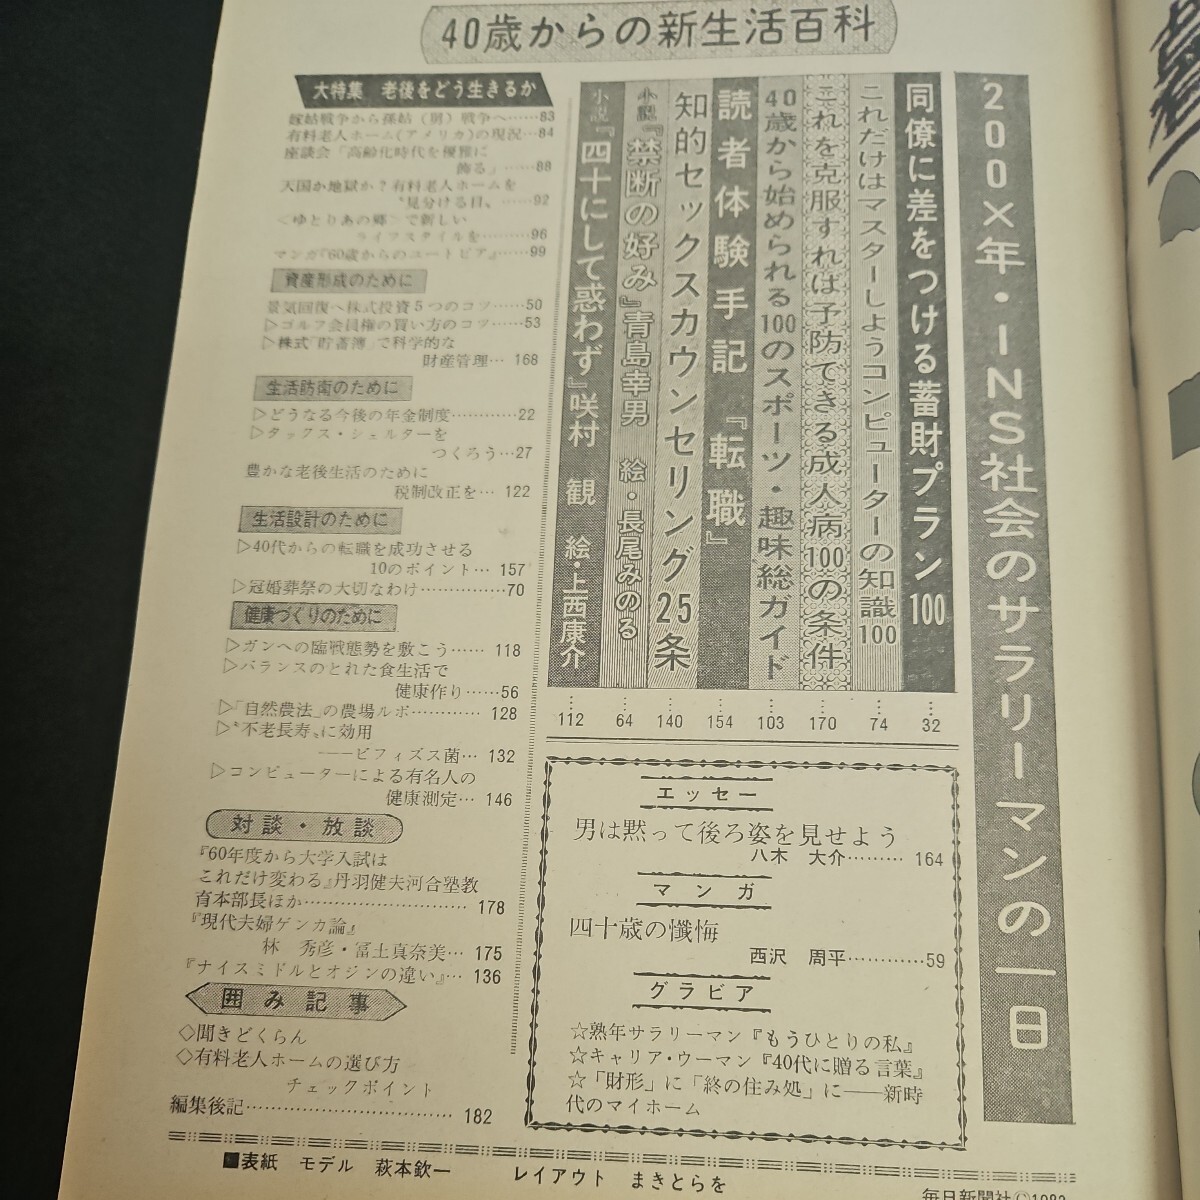 40歳からの新生活百科
200×年・INS社会のサラリーマンの一日
同僚に差をつける蓄財プラン100……32
これだけはマスターしようコンピューターの知識100……74
これを克服すれば予防できる成人病100の条件……170
40歳から始められる100のスポーツ・趣味総ガイド……103
読者体験手記『転職』……154
知的セックスカウンセリング25条……140
小説『禁断の好み』青島幸男 絵・長尾みのる……64
小説『四十にして惑わず』咲村 観 絵・上西康介……112
大特集 老後をどう生きるか
嫁姑戦争から孫姑(男)戦争へ……83
有料老人ホーム(アメリカ)の現況…84
座談会「高齢化時代を優雅に
飾る」……88
天国か地獄か？有料老人ホームを
〝見分ける目〟……92
＜ゆとりあの郷＞で新しい
ライフスタイルを………96
マンガ『60歳からのユートピア』……99
資産形成のために
景気回復へ株式投資5つのコツ……50
▷ゴルフ会員権の買い方のコツ……53
▷株式「貯蓄簿」で科学的な
財産管理… 168
生活防衛のために
▷どうなる今後の年金制度…………22
▷タックス・シェルターを
つくろう…27
豊かな老後生活のために
税制改正を… 122
生活設計のために
▷40代からの転職を成功させる
10のポイント… 157
▷冠婚葬祭の大切なわけ……………70
健康づくりのために
▷ガンへの臨戦態勢を敷こう…… 118
▷バランスのとれた食生活で
健康作り……56
▷「自然農法」の農場ルポ………… 128
▷〝不老長寿〟に効用
――ビフィズス菌… 132
▷コンピューターによる有名人の
健康測定… 146
対談・放談
『60年度から大学入試は
これだけ変わる』丹羽健夫河合塾教
育本部長ほか…………………… 178
『現代夫婦ゲンカ論』
林 秀彦・冨士真奈美… 175
『ナイスミドルとオジンの違い』… 136
囲み記事
◇聞きどくらん
◇有料老人ホームの選び方
チェックポイント
編集後記…………………………… 182
エッセー
男は黙って後ろ姿を見せよう
八木 大介……… 164
マンガ
四十歳の懺悔
西沢 周平…………59
グラビア
☆熟年サラリーマン『もうひとりの私』
☆キャリア・ウーマン『40代に贈る言葉』
☆「財形」に「終の住み処」に――新時
代のマイホーム
■表紙 モデル 萩本欽一 レイアウト まきとらを
毎日新聞社©